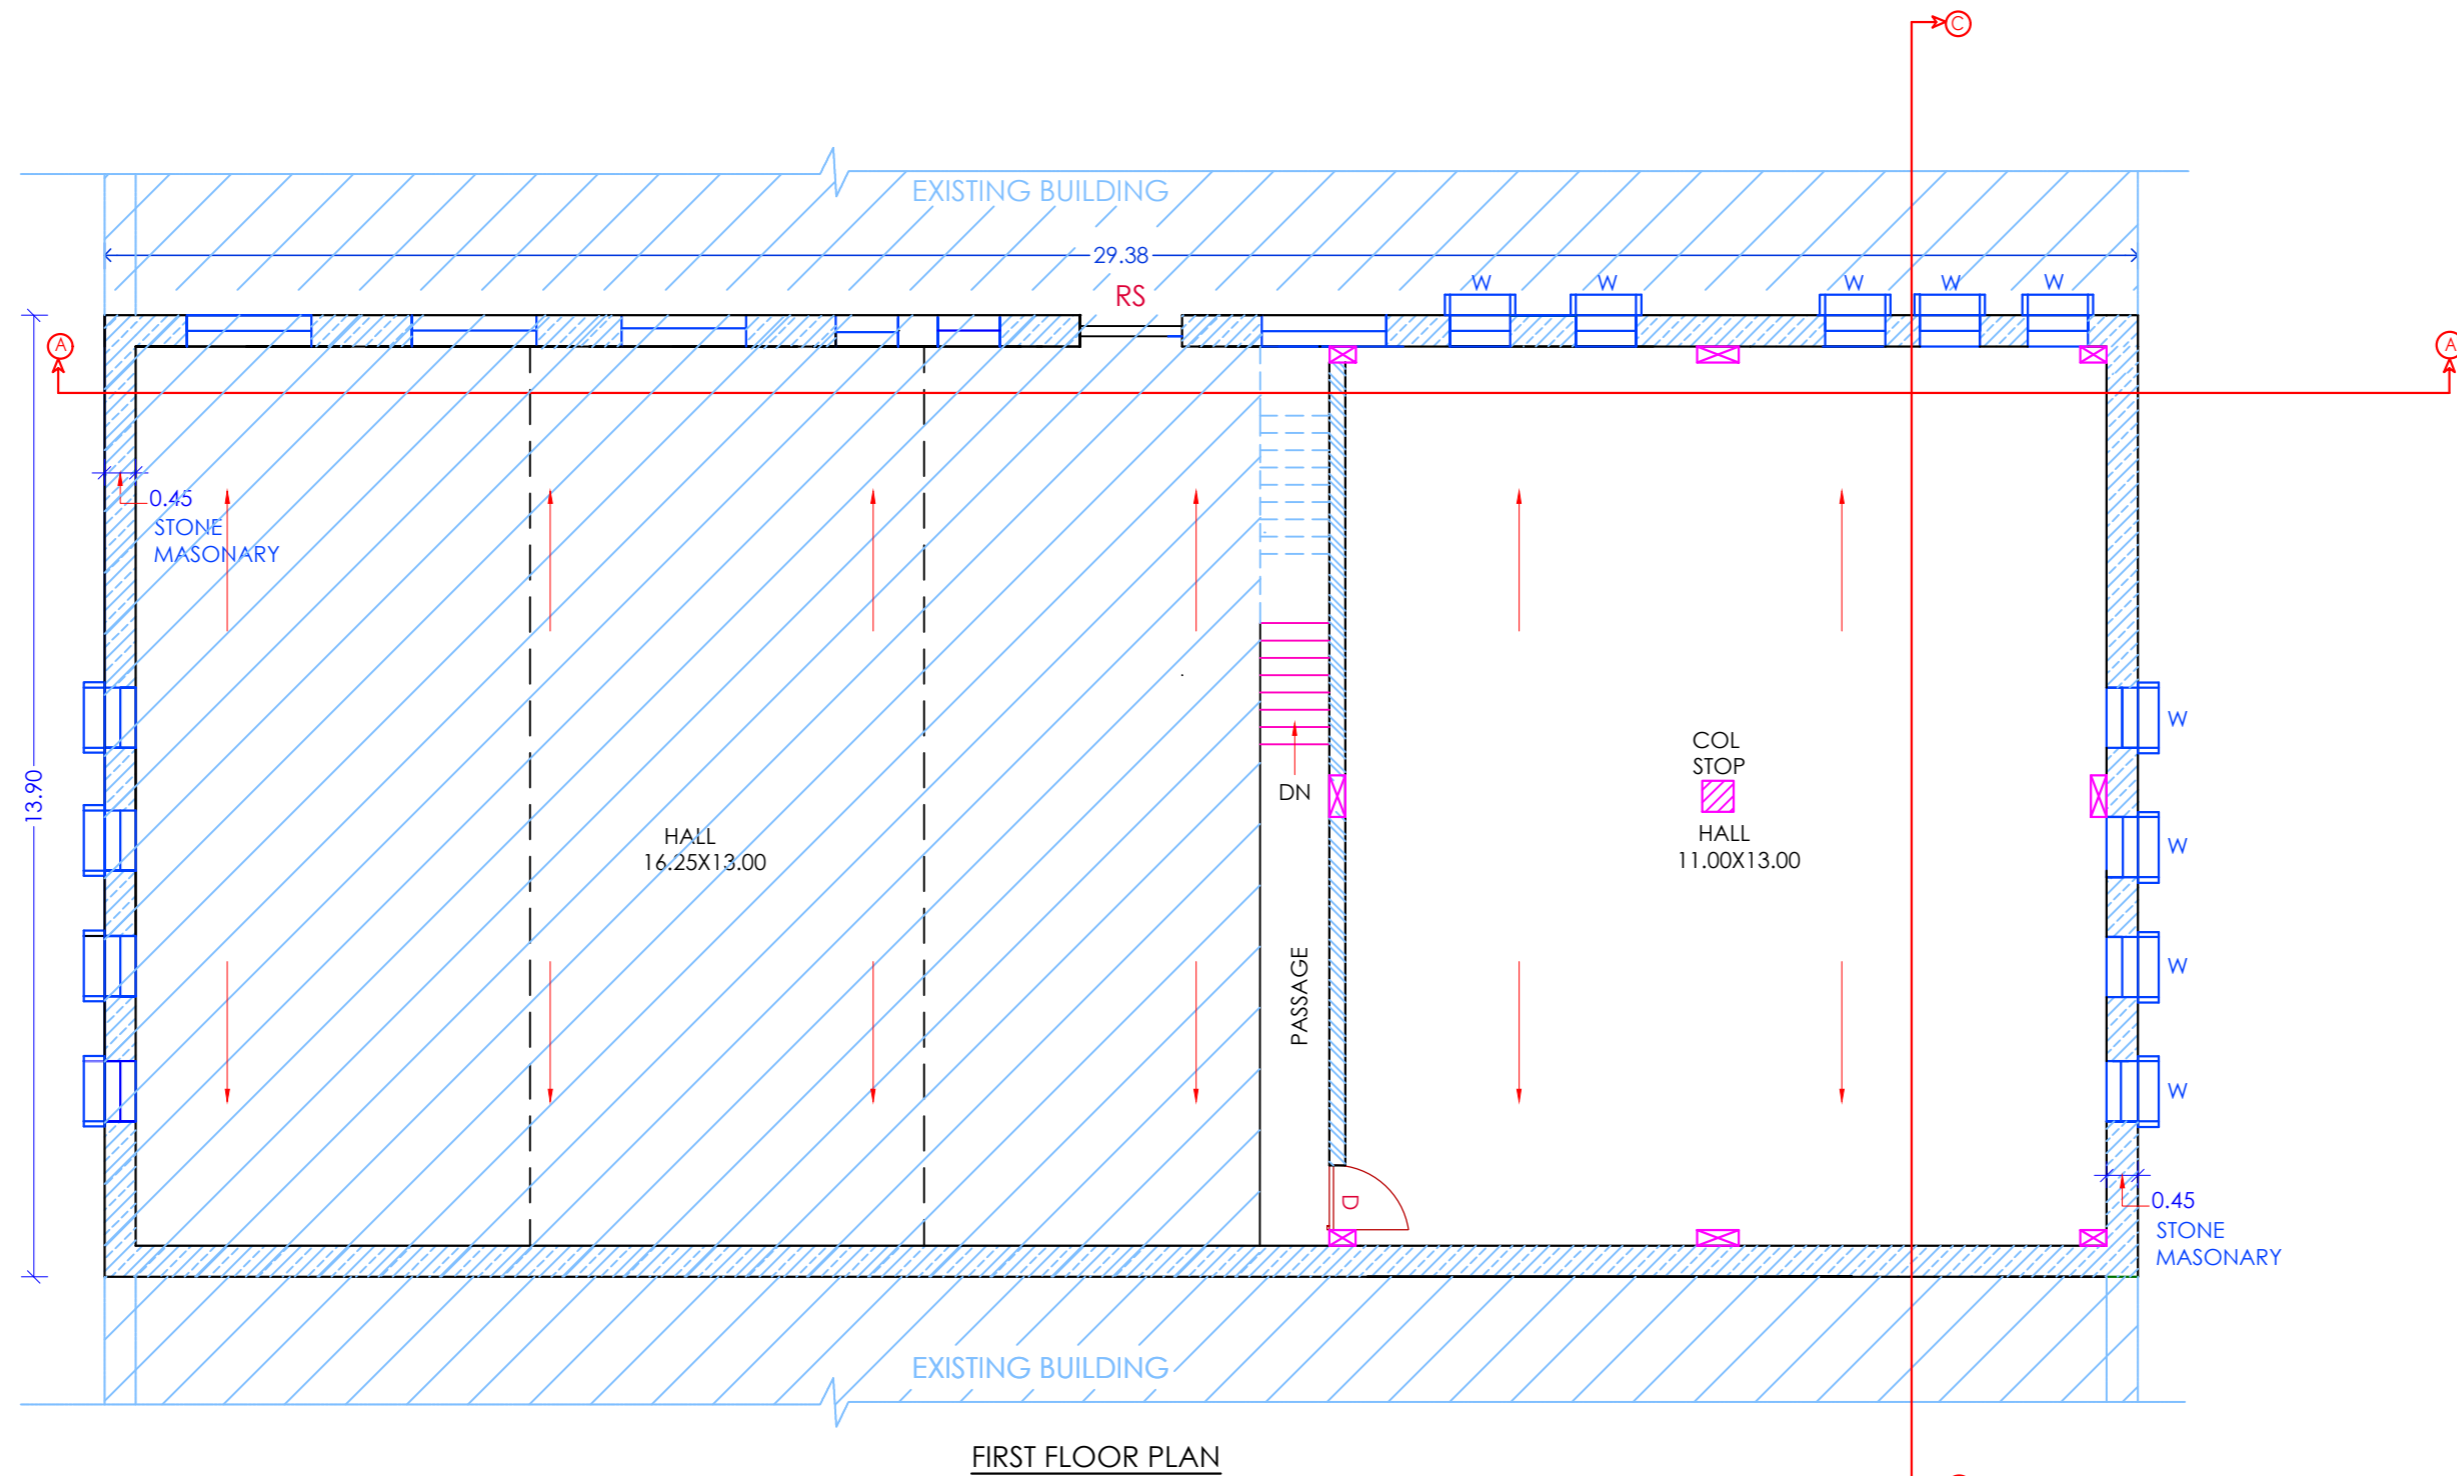 C
EXISTING BUILDING
29.38
RS
W
W
W
W
W
A
A
0.45
STONE
MASONARY
13.90
W
COL
STOP
DN
HALL
16.25X13.00
HALL
11.00X13.00
W
PASSAGE
W
W
D
0.45
STONE
MASONARY
EXISTING BUILDING
FIRST FLOOR PLAN